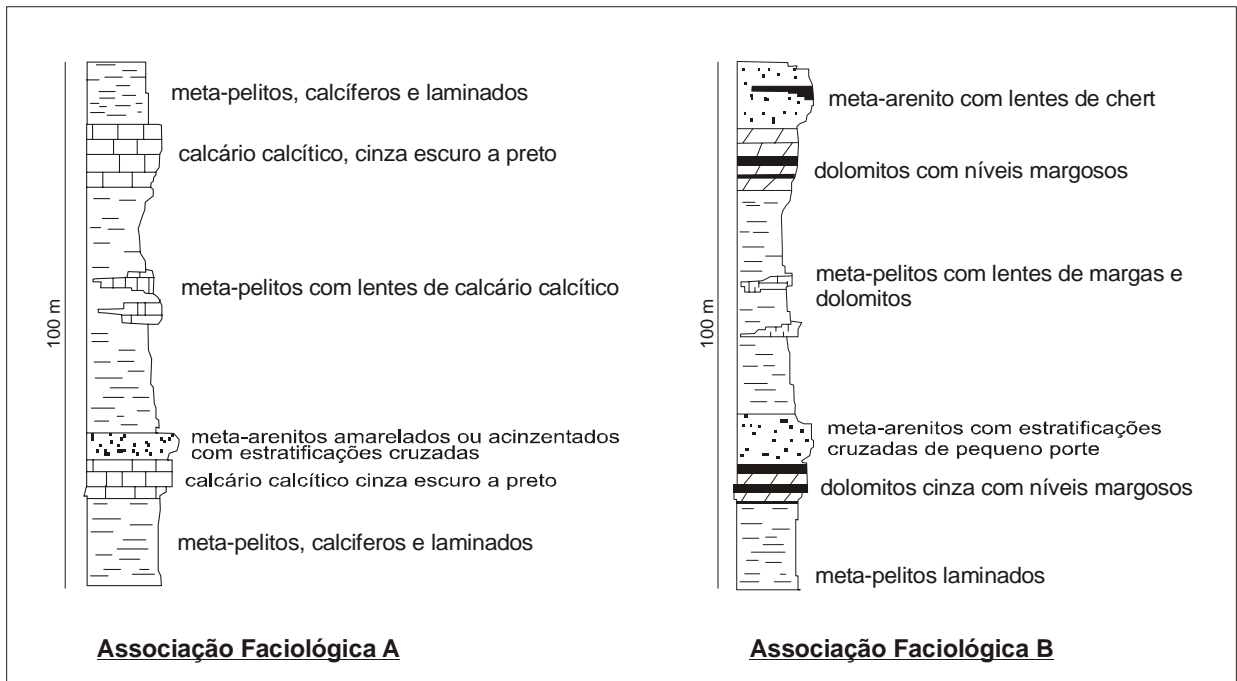 100 m
meta-pelitos, calcíferos e laminados
calcário calcítico, cinza escuro a preto
meta-pelitos com lentes de calcário calcítico
meta-arenitos amarelados ou acinzentados
com estratificações cruzadas
calcário calcítico cinza escuro a preto
meta-pelitos, calciferos e laminados
Associação Faciológica A
100 m
meta-arenito com lentes de chert
dolomitos com níveis margosos
meta-pelitos com lentes de margas e
dolomitos
meta-arenitos com estratificações
cruzadas de pequeno porte
dolomitos cinza com níveis margosos
meta-pelitos laminados
Associação Faciológica B